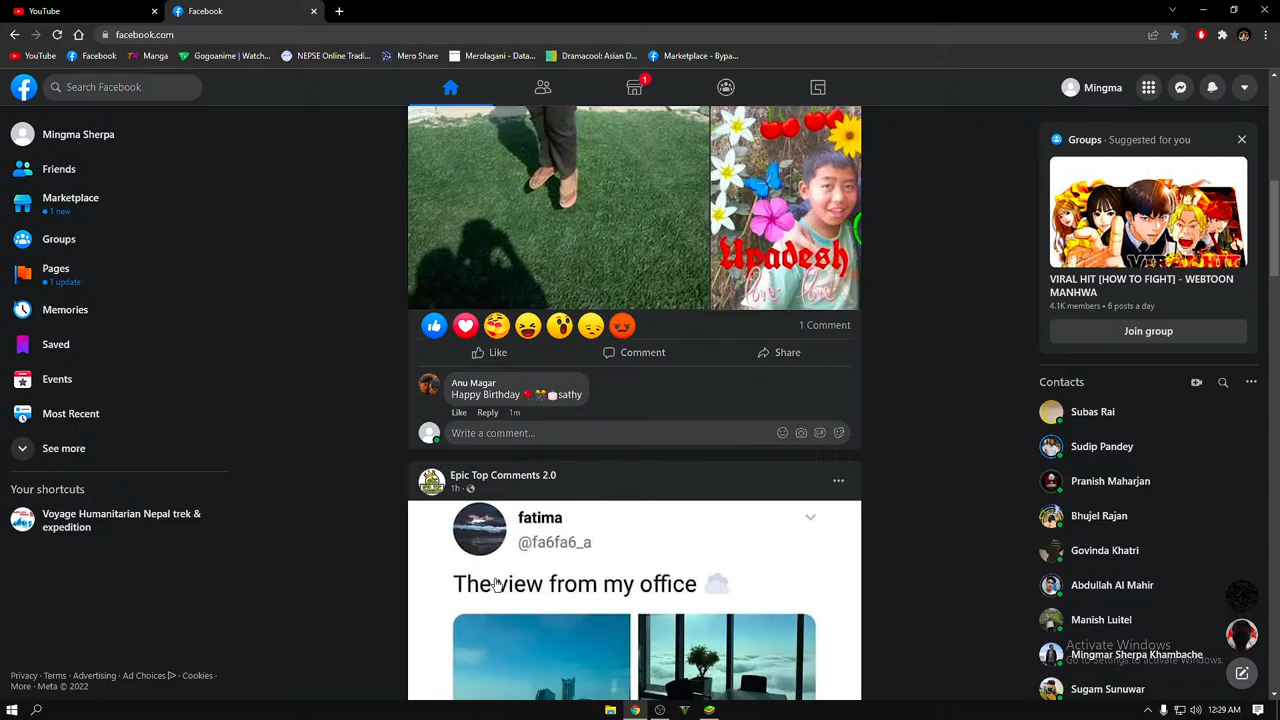 YouTube
Facebook
facebook.com
YouTube
Facebook
Manga
Gogoanime | Watch...
NEPSE Online Tradi...
Mero Share
Merolagani - Data...
Dramacool: Asian D...
Marketplace - Bypa...
Search Facebook
1
Mingma
Mingma Sherpa
Friends
Marketplace
1 new
Groups
Pages
1 update
Memories
Saved
Events
Most Recent
See more
Your shortcuts
Voyage Humanitarian Nepal trek &
expedition
Privacy · Terms · Advertising · Ad Choices · Cookies ·
More · Meta © 2022
Upadesh
love love
1 Comment
Like
Comment
Share
Anu Magar
Happy Birthday sathy
Like Reply 1m
Write a comment...
GIF
Epic Top Comments 2.0
1h ·
fatima
@fa6fa6_a
The view from my office
Groups · Suggested for you
VIRAL HIT [HOW TO FIGHT] - WEBTOON
MANHWA
4.1K members • 6 posts a day
Join group
Contacts
Subas Rai
Sudip Pandey
Pranish Maharjan
Bhujel Rajan
Govinda Khatri
Abdullah Al Mahir
Manish Luitel
Mingmar Sherpa Khambache
Sugam Sunuwar
Activate Windows
Go to Settings to activate Windows.
12:29 AM